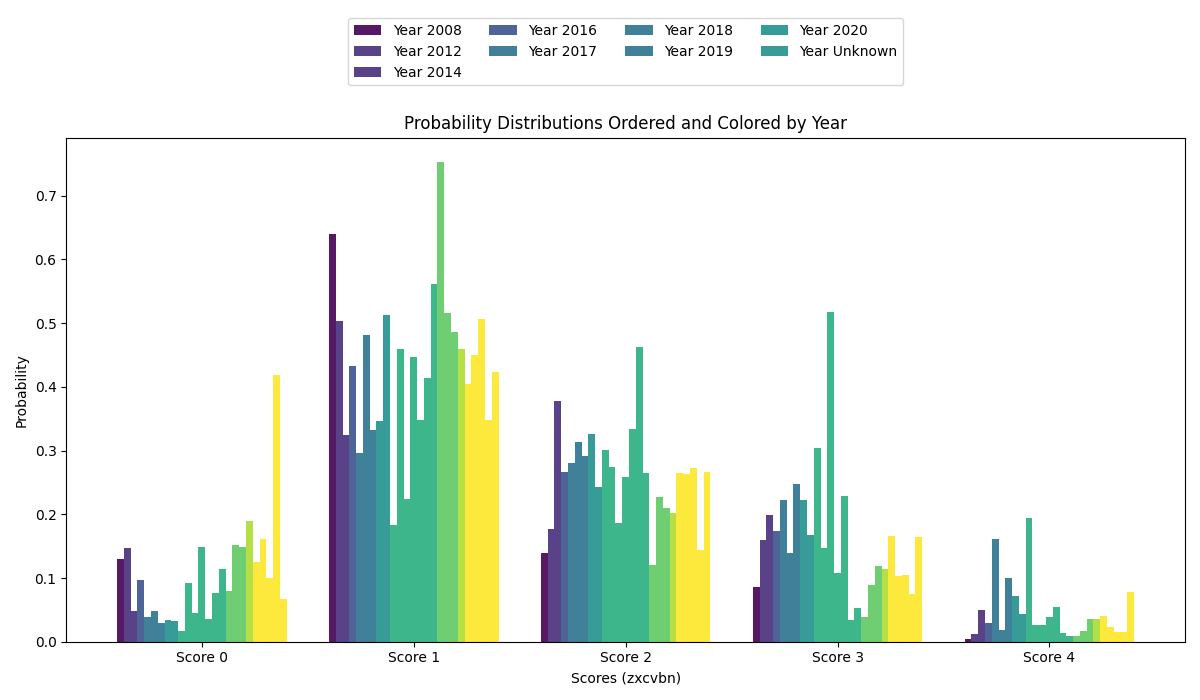 Year 2008
Year 2012
Year 2014
Year 2016
Year 2017
Year 2018
Year 2019
Year 2020
Year Unknown
Probability Distributions Ordered and Colored by Year
Probability
0.7
0.6
0.5
0.4
0.3
0.2
0.1
0.0
Score 0 Score 1 Score 2 Score 3 Score 4
Scores (zxcvbn)